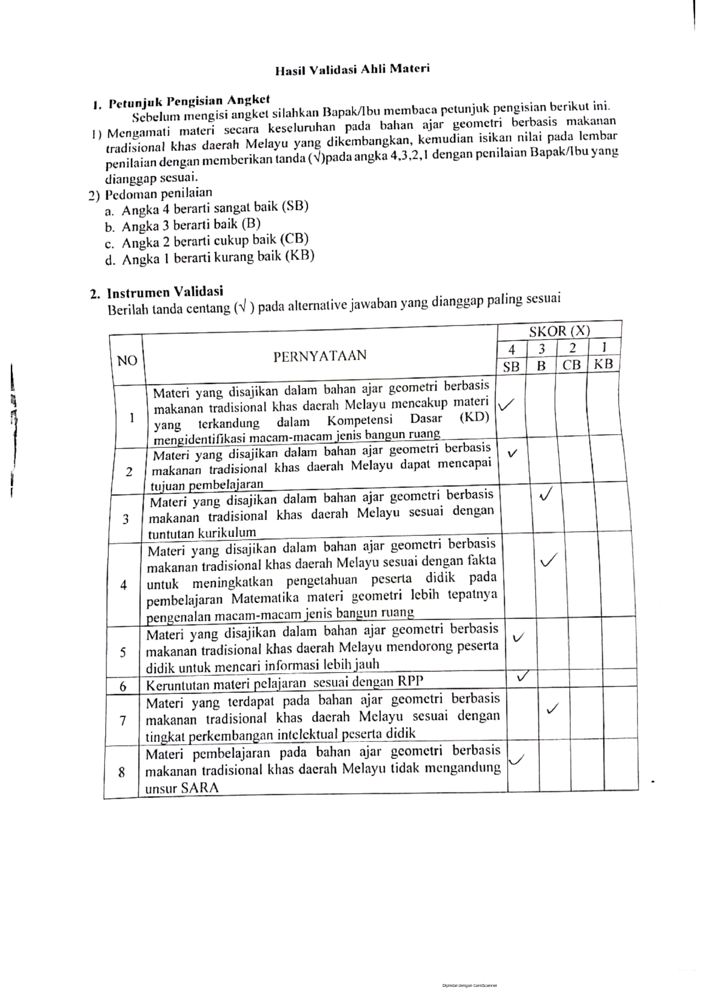 Hasil Validasi Ahli Materi
1. Petunjuk Pengisian Angket
Sebelum mengisi angket silahkan Bapak/Ibu membaca petunjuk pengisian berikut ini.
1) Mengamati materi secara keseluruhan pada bahan ajar geometri berbasis makanan
tradisional khas daerah Melayu yang dikembangkan, kemudian isikan nilai pada lembar
penilaian dengan memberikan tanda (√)pada angka 4,3,2,1 dengan penilaian Bapak/Ibu yang
dianggap sesuai.
2) Pedoman penilaian
a. Angka 4 berarti sangat baik (SB)
b. Angka 3 berarti baik (B)
c. Angka 2 berarti cukup baik (CB)
d. Angka 1 berarti kurang baik (KB)
2. Instrumen Validasi
Berilah tanda centang (√ ) pada alternative jawaban yang dianggap paling sesuai
NO PERNYATAAN SKOR (X)
4 3 2 1
SB B CB KB
1 Materi yang disajikan dalam bahan ajar geometri berbasis
makanan tradisional khas daerah Melayu mencakup materi ✓
yang terkandung dalam Kompetensi Dasar (KD)
mengidentifikasi macam-macam jenis bangun ruang
2 Materi yang disajikan dalam bahan ajar geometri berbasis ✓
makanan tradisional khas daerah Melayu dapat mencapai
tujuan pembelajaran
3 Materi yang disajikan dalam bahan ajar geometri berbasis ✓
makanan tradisional khas daerah Melayu sesuai dengan
tuntutan kurikulum
4 Materi yang disajikan dalam bahan ajar geometri berbasis
makanan tradisional khas daerah Melayu sesuai dengan fakta ✓
untuk meningkatkan pengetahuan peserta didik pada
pembelajaran Matematika materi geometri lebih tepatnya
pengenalan macam-macam jenis bangun ruang
5 Materi yang disajikan dalam bahan ajar geometri berbasis ✓
makanan tradisional khas daerah Melayu mendorong peserta
didik untuk mencari informasi lebih jauh
6 Keruntutan materi pelajaran sesuai dengan RPP ✓
7 Materi yang terdapat pada bahan ajar geometri berbasis ✓
makanan tradisional khas daerah Melayu sesuai dengan
tingkat perkembangan intelektual peserta didik
8 Materi pembelajaran pada bahan ajar geometri berbasis ✓
makanan tradisional khas daerah Melayu tidak mengandung
unsur SARA
Dipindai dengan CamScanner